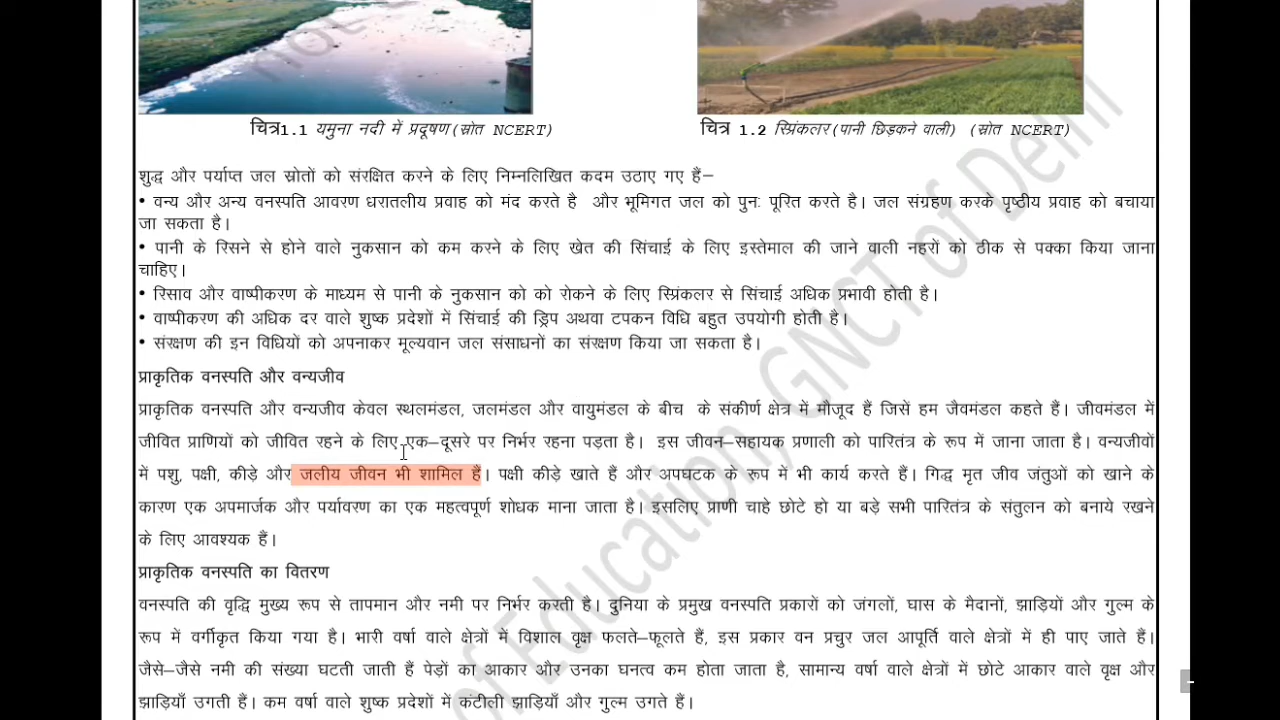 चित्र1.1 यमुना नदी में प्रदूषण(स्रोत NCERT)
चित्र 1.2 स्प्रिंकलर(पानी छिड़कने वाली) (स्रोत NCERT)
शुद्ध और पर्याप्त जल स्रोतों को संरक्षित करने के लिए निम्नलिखित कदम उठाए गए हैं–
• वन्य और अन्य वनस्पति आवरण धरातलीय प्रवाह को मंद करते है और भूमिगत जल को पुनः पूरित करते है। जल संग्रहण करके पृष्ठीय प्रवाह को बचाया
जा सकता है।
• पानी के रिसने से होने वाले नुकसान को कम करने के लिए खेत की सिंचाई के लिए इस्तेमाल की जाने वाली नहरों को ठीक से पक्का किया जाना
चाहिए।
• रिसाव और वाष्पीकरण के माध्यम से पानी के नुकसान को को रोकने के लिए स्प्रिंकलर से सिंचाई अधिक प्रभावी होती है।
• वाष्पीकरण की अधिक दर वाले शुष्क प्रदेशों में सिंचाई की ड्रिप अथवा टपकन विधि बहुत उपयोगी होती है।
• संरक्षण की इन विधियों को अपनाकर मूल्यवान जल संसाधनों का संरक्षण किया जा सकता है।
प्राकृतिक वनस्पति और वन्यजीव
प्राकृतिक वनस्पति और वन्यजीव केवल स्थलमंडल, जलमंडल और वायुमंडल के बीच के संकीर्ण क्षेत्र में मौजूद हैं जिसें हम जैवमंडल कहते हैं। जीवमंडल में
जीवित प्राणियों को जीवित रहने के लिए एक–दूसरे पर निर्भर रहना पड़ता है। इस जीवन–सहायक प्रणाली को पारितंत्र के रूप में जाना जाता है। वन्यजीवों
में पशु, पक्षी, कीड़े और जलीय जीवन भी शामिल हैं। पक्षी कीड़े खाते हैं और अपघटक के रूप में भी कार्य करते हैं। गिद्ध मृत जीव जंतुओं को खाने के
कारण एक अपमार्जक और पर्यावरण का एक महत्वपूर्ण शोधक माना जाता है। इसलिए प्राणी चाहे छोटे हो या बड़े सभी पारितंत्र के संतुलन को बनाये रखने
के लिए आवश्यक हैं।
प्राकृतिक वनस्पति का वितरण
वनस्पति की वृद्धि मुख्य रूप से तापमान और नमी पर निर्भर करती है। दुनिया के प्रमुख वनस्पति प्रकारों को जंगलों, घास के मैदानों, झाड़ियों और गुल्म के
रूप में वर्गीकृत किया गया है। भारी वर्षा वाले क्षेत्रों में विशाल वृक्ष फलते–फूलते हैं, इस प्रकार वन प्रचुर जल आपूर्ति वाले क्षेत्रों में ही पाए जाते हैं।
जैसे–जैसे नमी की संख्या घटती जाती हैं पेड़ों का आकार और उनका घनत्व कम होता जाता है, सामान्य वर्षा वाले क्षेत्रों में छोटे आकार वाले वृक्ष और
झाड़ियाँ उगती हैं। कम वर्षा वाले शुष्क प्रदेशों में कंटीली झाड़ियाँ और गुल्म उगते हैं।
of Education, GNCT of Delhi